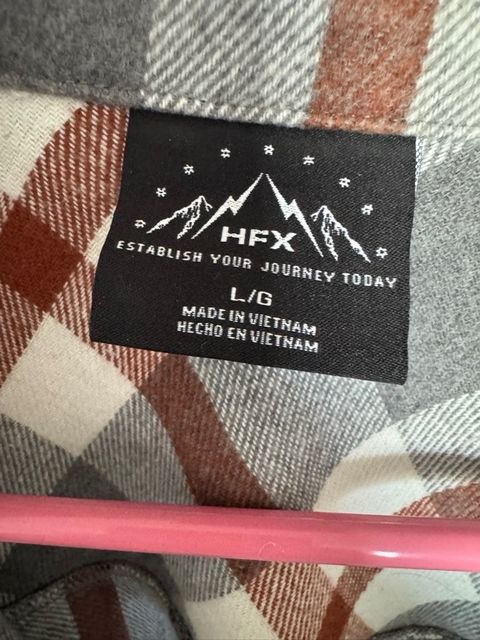 HFX
ESTABLISH YOUR JOURNEY TODAY
L/G
MADE IN VIETNAM
HECHO EN VIETNAM